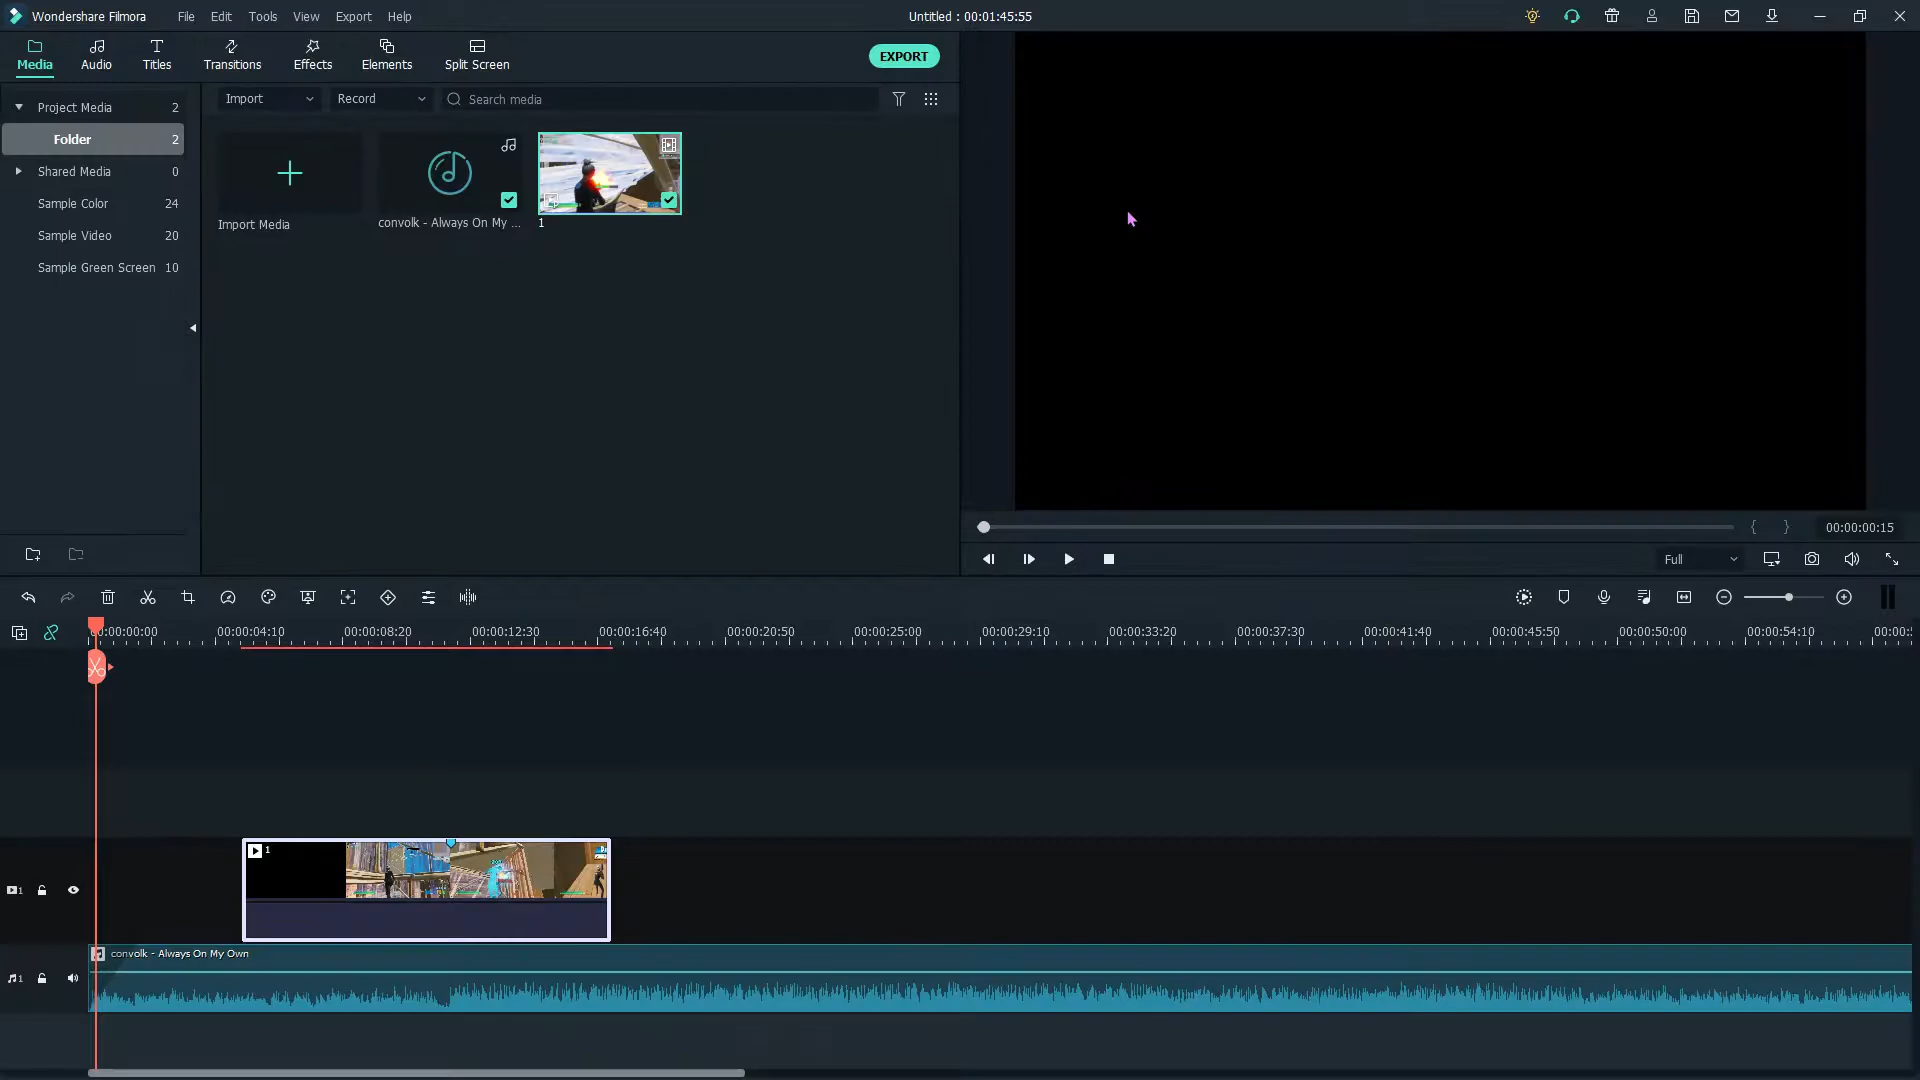 Wondershare Filmora File Edit Tools View Export Help Untitled : 00:01:45:55
Media Audio Titles Transitions Effects Elements Split Screen EXPORT
Project Media 2
Folder 2
Shared Media 0
Sample Color 24
Sample Video 20
Sample Green Screen 10
Import Record Search media
Import Media convolk - Always On My ... 1
00:00:00:15
Full
00:00:00:00 00:00:04:10 00:00:08:20 00:00:12:30 00:00:16:40 00:00:20:50 00:00:25:00 00:00:29:10 00:00:33:20 00:00:37:30 00:00:41:40 00:00:45:50 00:00:50:00 00:00:54:10
1
1
convolk - Always On My Own
1